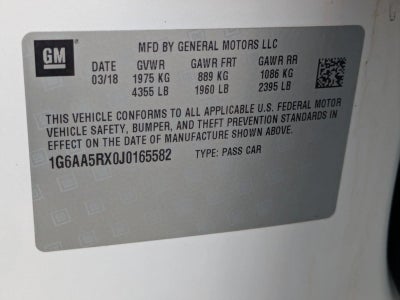 GM
MFD BY GENERAL MOTORS LLC
DATE GVWR GAWR FRT GAWR RR
03/18 1975 KG 889 KG 1086 KG
4355 LB 1960 LB 2395 LB
THIS VEHICLE CONFORMS TO ALL APPLICABLE U.S. FEDERAL MOTOR
VEHICLE SAFETY, BUMPER, AND THEFT PREVENTION STANDARDS IN
EFFECT ON THE DATE OF MANUFACTURE SHOWN ABOVE.
1G6AA5RX0J0165582 TYPE: PASS CAR